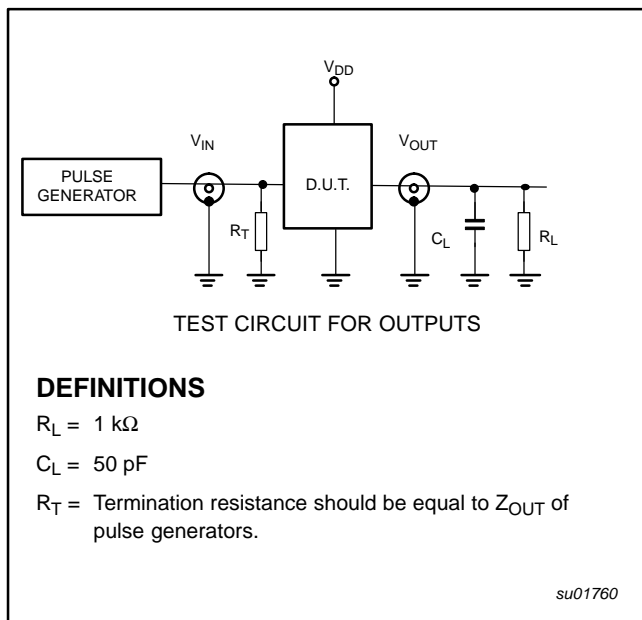 V_DD
V_IN
V_OUT
PULSE
GENERATOR
D.U.T.
R_T
C_L
R_L
TEST CIRCUIT FOR OUTPUTS
DEFINITIONS
R_L = 1 kΩ
C_L = 50 pF
R_T = Termination resistance should be equal to Z_OUT of
pulse generators.
su01760